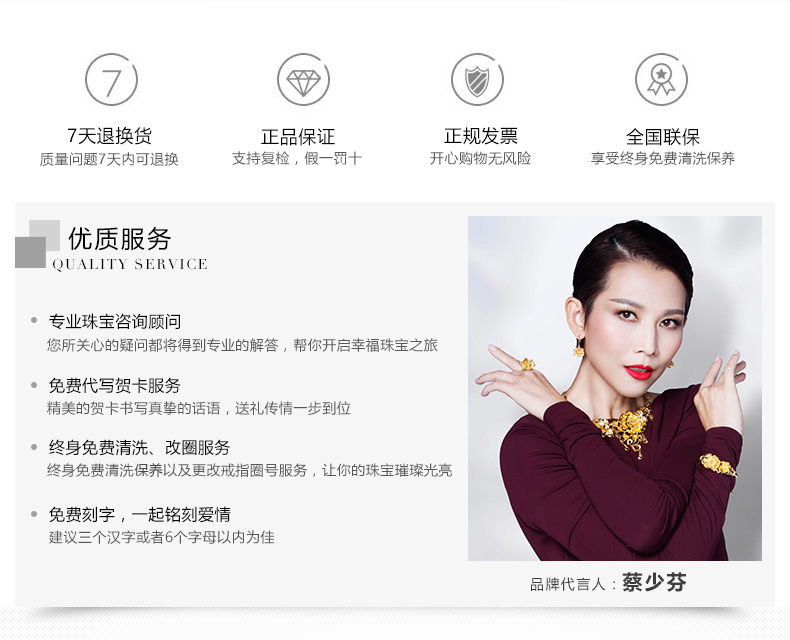 7
7天退换货
质量问题7天内可退换
正品保证
支持复检，假一罚十
正规发票
开心购物无风险
全国联保
享受终身免费清洗保养
优质服务
QUALITY SERVICE
专业珠宝咨询顾问
您所关心的疑问都将得到专业的解答，帮你开启幸福珠宝之旅
免费代写贺卡服务
精美的贺卡书写真挚的话语，送礼传情一步到位
终身免费清洗、改圈服务
终身免费清洗保养以及更改戒指圈号服务，让你的珠宝璀璨光亮
免费刻字，一起铭刻爱情
建议三个汉字或者6个字母以内为佳
品牌代言人：蔡少芬